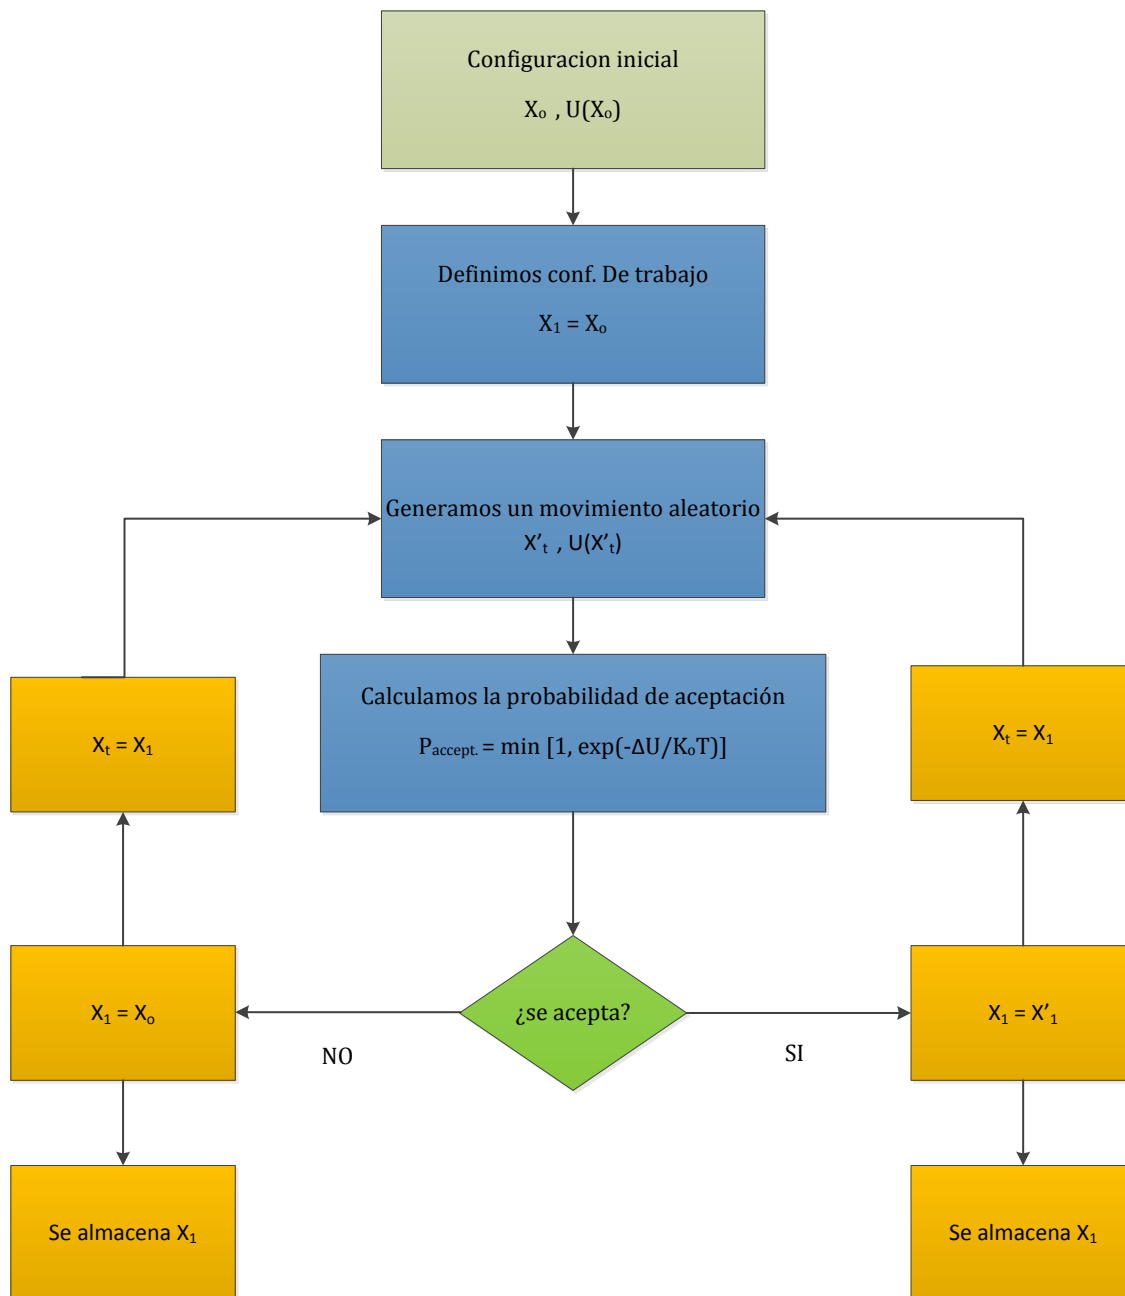 Configuracion inicial
Xₒ , U(Xₒ)
Definimos conf. De trabajo
X₁ = Xₒ
Generamos un movimiento aleatorio
X’ₜ , U(X’ₜ)
Calculamos la probabilidad de aceptación
Pₐccept. = min [1, exp(-ΔU/KₒT)]
Xₜ = X₁
Xₜ = X₁
X₁ = Xₒ
¿se acepta?
X₁ = X’₁
NO
SI
Se almacena X₁
Se almacena X₁